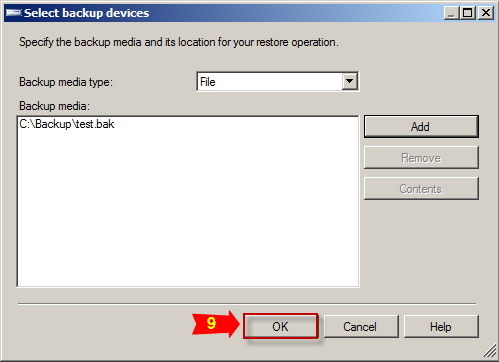 Select backup devices
Specify the backup media and its location for your restore operation.
Backup media type:
File
Backup media:
C:\Backup\test.bak
Add
Remove
Contents
9
OK
Cancel
Help